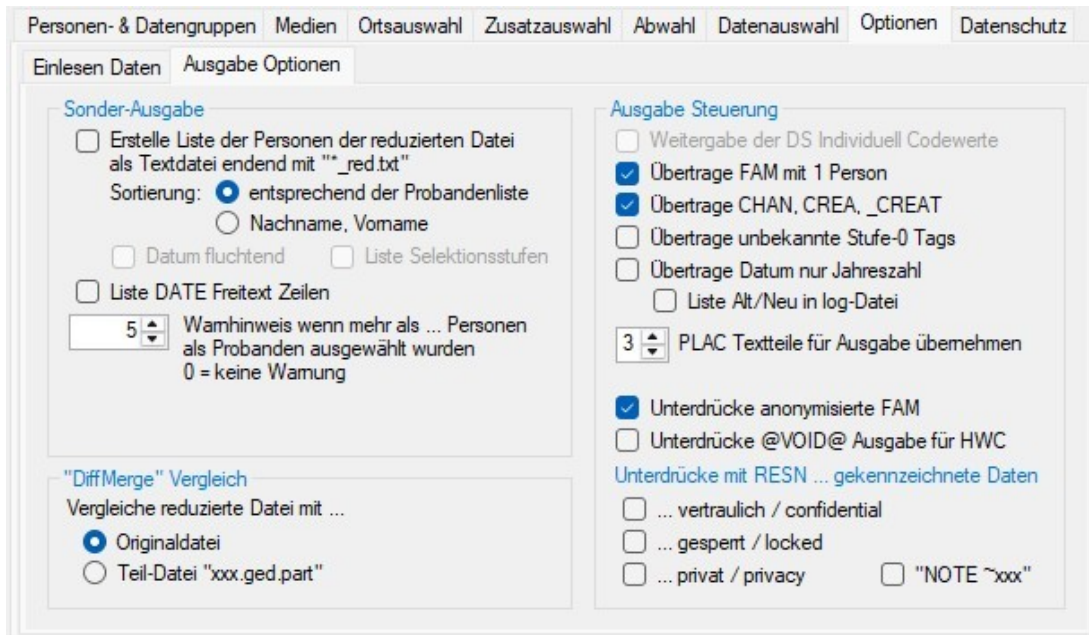 Personen- & Datengruppen Medien Ortsauswahl Zusatzauswahl Abwahl Datenauswahl Optionen Datenschutz
Einlesen Daten Ausgabe Optionen
Sonder-Ausgabe
Erstelle Liste der Personen der reduzierten Datei
als Textdatei endend mit "*_red.txt"
Sortierung: entsprechend der Probandenliste
Nachname, Vorname
Datum fluchtend Liste Selektionsstufen
Liste DATE Freitext Zeilen
5 Warnhinweis wenn mehr als ... Personen
als Probanden ausgewählt wurden
0 = keine Warnung
"DiffMerge" Vergleich
Vergleiche reduzierte Datei mit ...
Originaldatei
Teil-Datei "xxx.ged.part"
Ausgabe Steuerung
Weitergabe der DS Individuell Codewerte
Übertrage FAM mit 1 Person
Übertrage CHAN, CREA, _CREAT
Übertrage unbekannte Stufe-0 Tags
Übertrage Datum nur Jahreszahl
Liste Alt/Neu in log-Datei
3 PLAC Textteile für Ausgabe übernehmen
Unterdrücke anonymisierte FAM
Unterdrücke @VOID@ Ausgabe für HWC
Unterdrücke mit RESN ... gekennzeichnete Daten
... vertraulich / confidential
... gesperrt / locked
... privat / privacy "NOTE ~xxx"